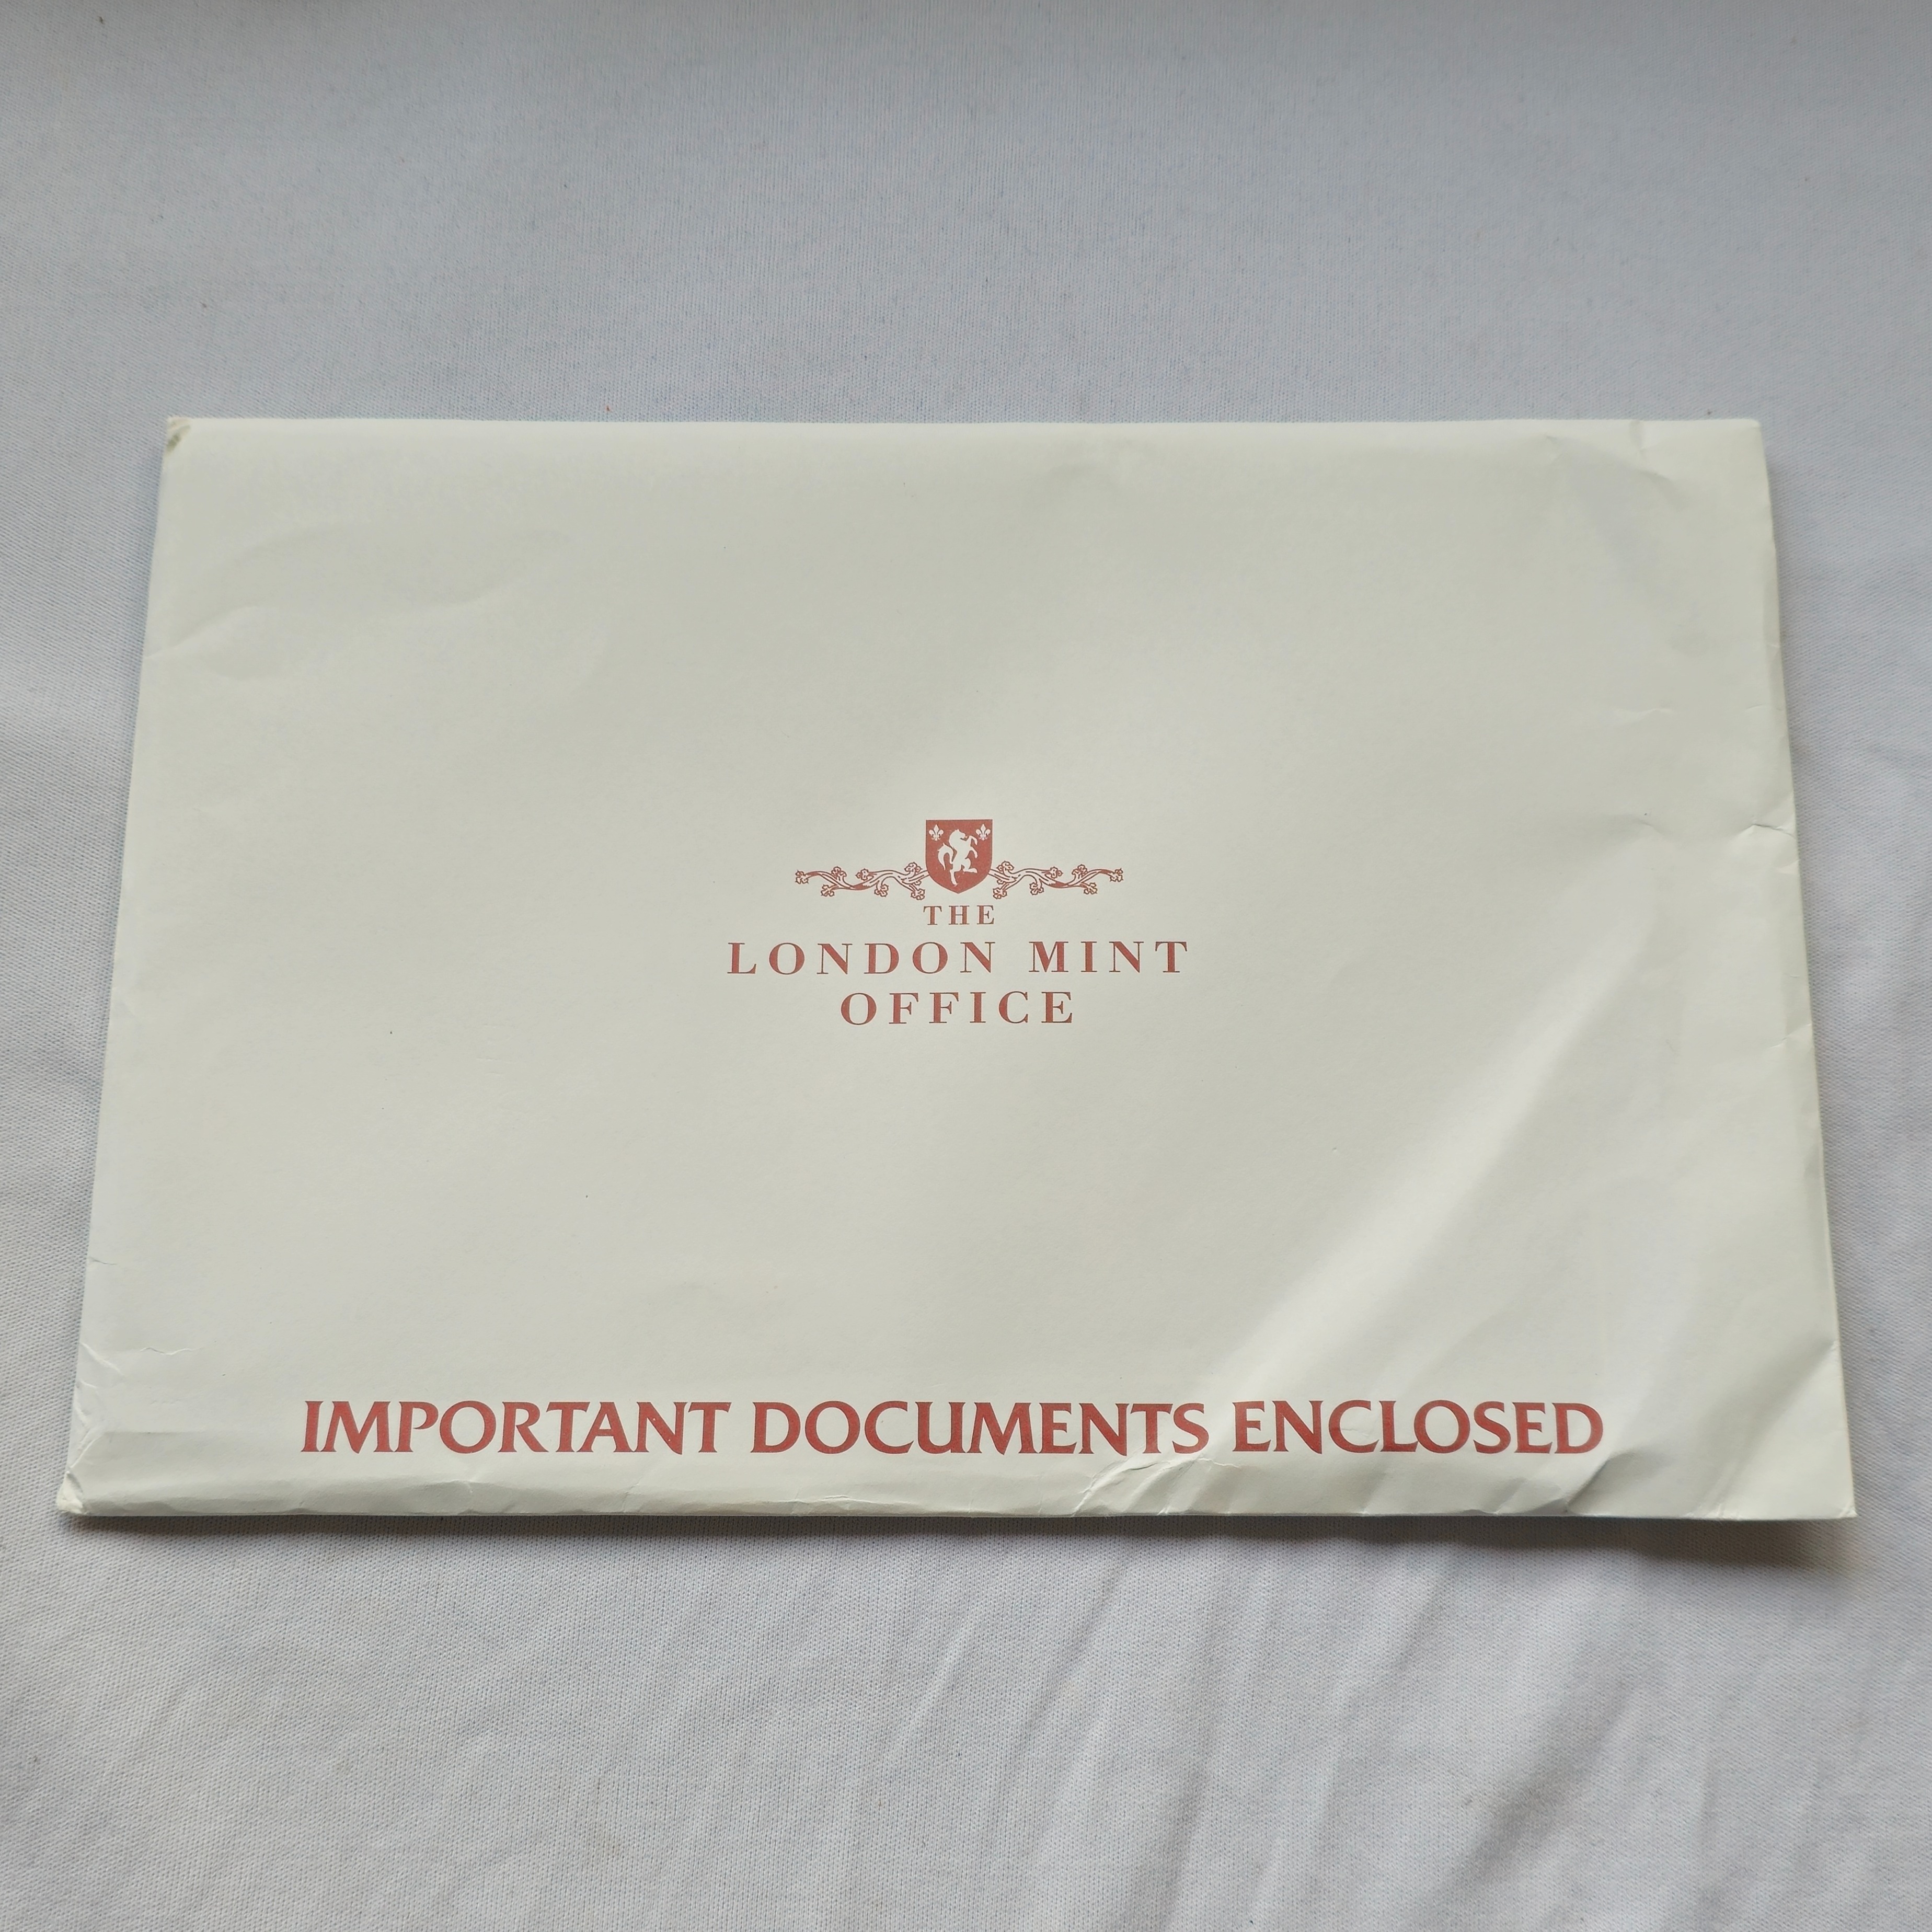 THE
LONDON MINT
OFFICE
IMPORTANT DOCUMENTS ENCLOSED